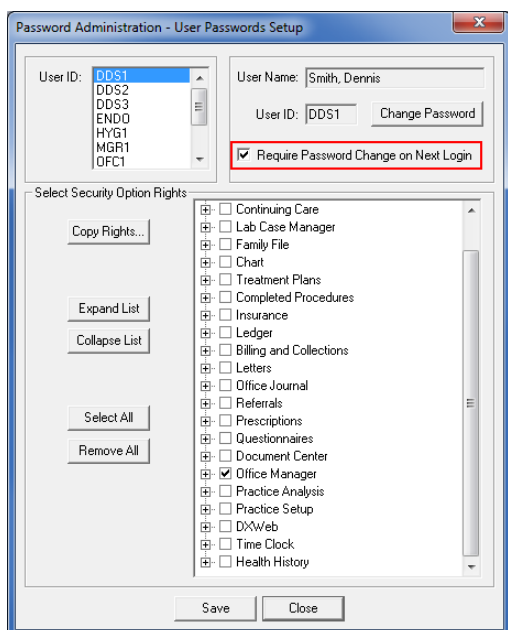 Password Administration - User Passwords Setup
User ID:
DDS1
DDS2
DDS3
ENDO
HYG1
MGR1
OFC1
User Name: Smith, Dennis
User ID: DDS1 Change Password
Require Password Change on Next Login
Select Security Option Rights
Copy Rights...
Expand List
Collapse List
Select All
Remove All
Continuing Care
Lab Case Manager
Family File
Chart
Treatment Plans
Completed Procedures
Insurance
Ledger
Billing and Collections
Letters
Office Journal
Referrals
Prescriptions
Questionnaires
Document Center
Office Manager
Practice Analysis
Practice Setup
DXWeb
Time Clock
Health History
Save Close